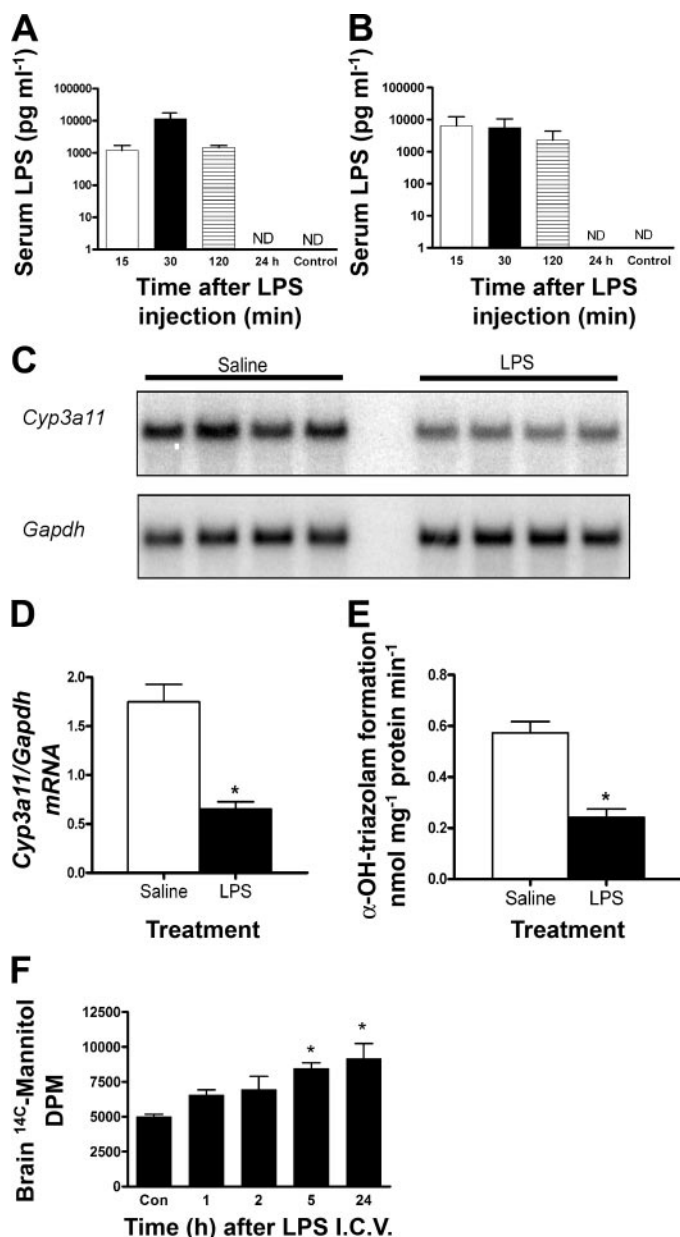 A
Serum LPS (pg ml⁻¹)
100000
10000
1000
100
10
1
ND
ND
15
30
120
24 h
Control
Time after LPS
injection (min)
B
Serum LPS (pg ml⁻¹)
100000
10000
1000
100
10
1
ND
ND
15
30
120
24 h
Control
Time after LPS
injection (min)
C
Saline
LPS
Cyp3a11
Gapdh
D
Cyp3a11/Gapdh
mRNA
2.0
1.5
1.0
0.5
0.0
*
Saline
LPS
Treatment
E
α-OH-triazolam formation
nmol mg⁻¹ protein min⁻¹
0.8
0.6
0.4
0.2
0.0
*
Saline
LPS
Treatment
F
Brain ¹⁴C-Mannitol
DPM
12500
10000
7500
5000
2500
0
*
*
Con
1
2
5
24
Time (h) after LPS I.C.V.